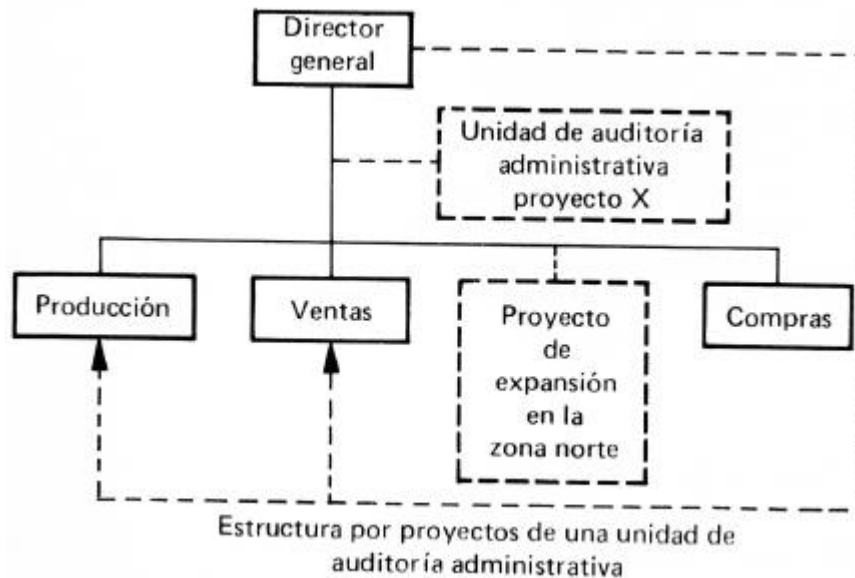 Director
general
Unidad de auditoría
administrativa
proyecto X
Producción
Ventas
Proyecto
de
expansión
en la
zona norte
Compras
Estructura por proyectos de una unidad de
auditoría administrativa